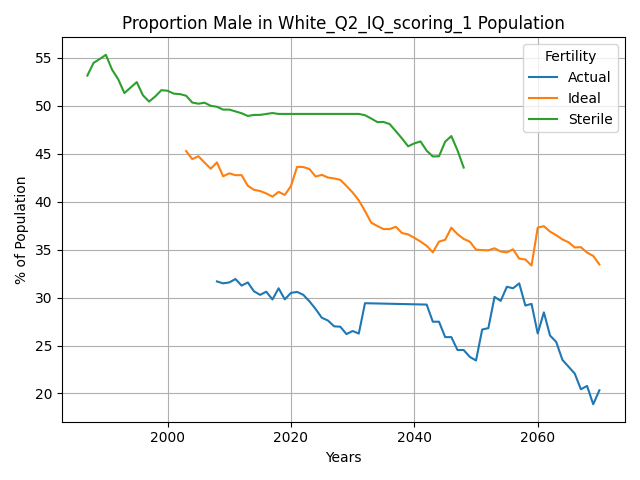 Proportion Male in White_Q2_IQ_scoring_1 Population
Fertility
Actual
Ideal
Sterile
% of Population
55
50
45
40
35
30
25
20
2000
2020
2040
2060
Years